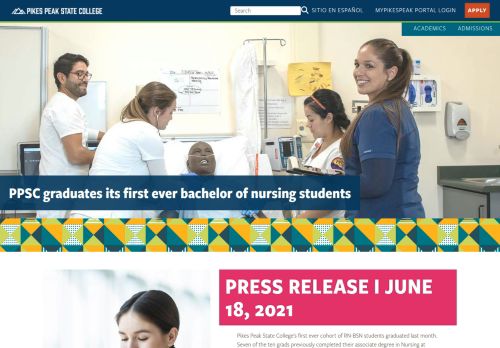 PIKES PEAK STATE COLLEGE
Search
SITIO EN ESPAÑOL
MYPIKESPEAK PORTAL LOGIN
APPLY
ACADEMICS
ADMISSIONS
PPSC graduates its first ever bachelor of nursing students
PRESS RELEASE I JUNE
18, 2021
Pikes Peak State College's first ever cohort of RN-BSN students graduated last month.
Seven of the ten grads previously completed their associate degree in Nursing at